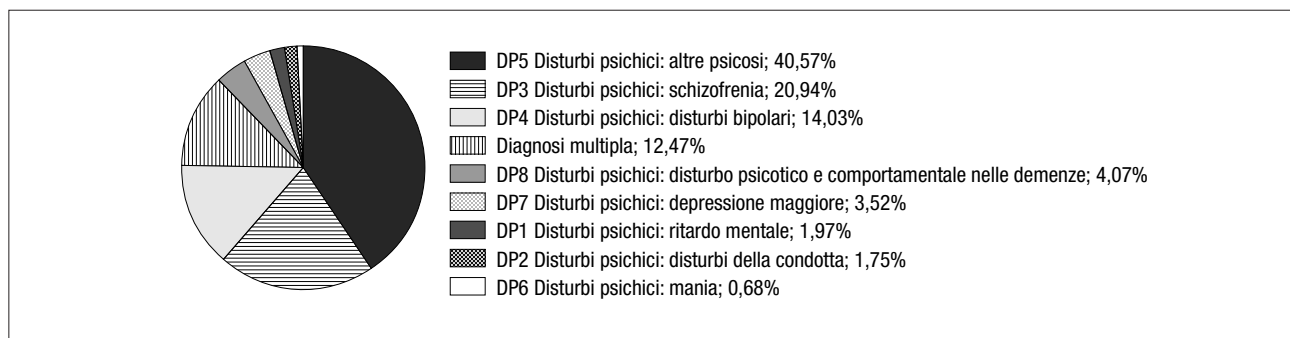 DP5 Disturbi psichici: altre psicosi; 40,57%
DP3 Disturbi psichici: schizofrenia; 20,94%
DP4 Disturbi psichici: disturbi bipolari; 14,03%
Diagnosi multipla; 12,47%
DP8 Disturbi psichici: disturbo psicotico e comportamentale nelle demenze; 4,07%
DP7 Disturbi psichici: depressione maggiore; 3,52%
DP1 Disturbi psichici: ritardo mentale; 1,97%
DP2 Disturbi psichici: disturbi della condotta; 1,75%
DP6 Disturbi psichici: mania; 0,68%